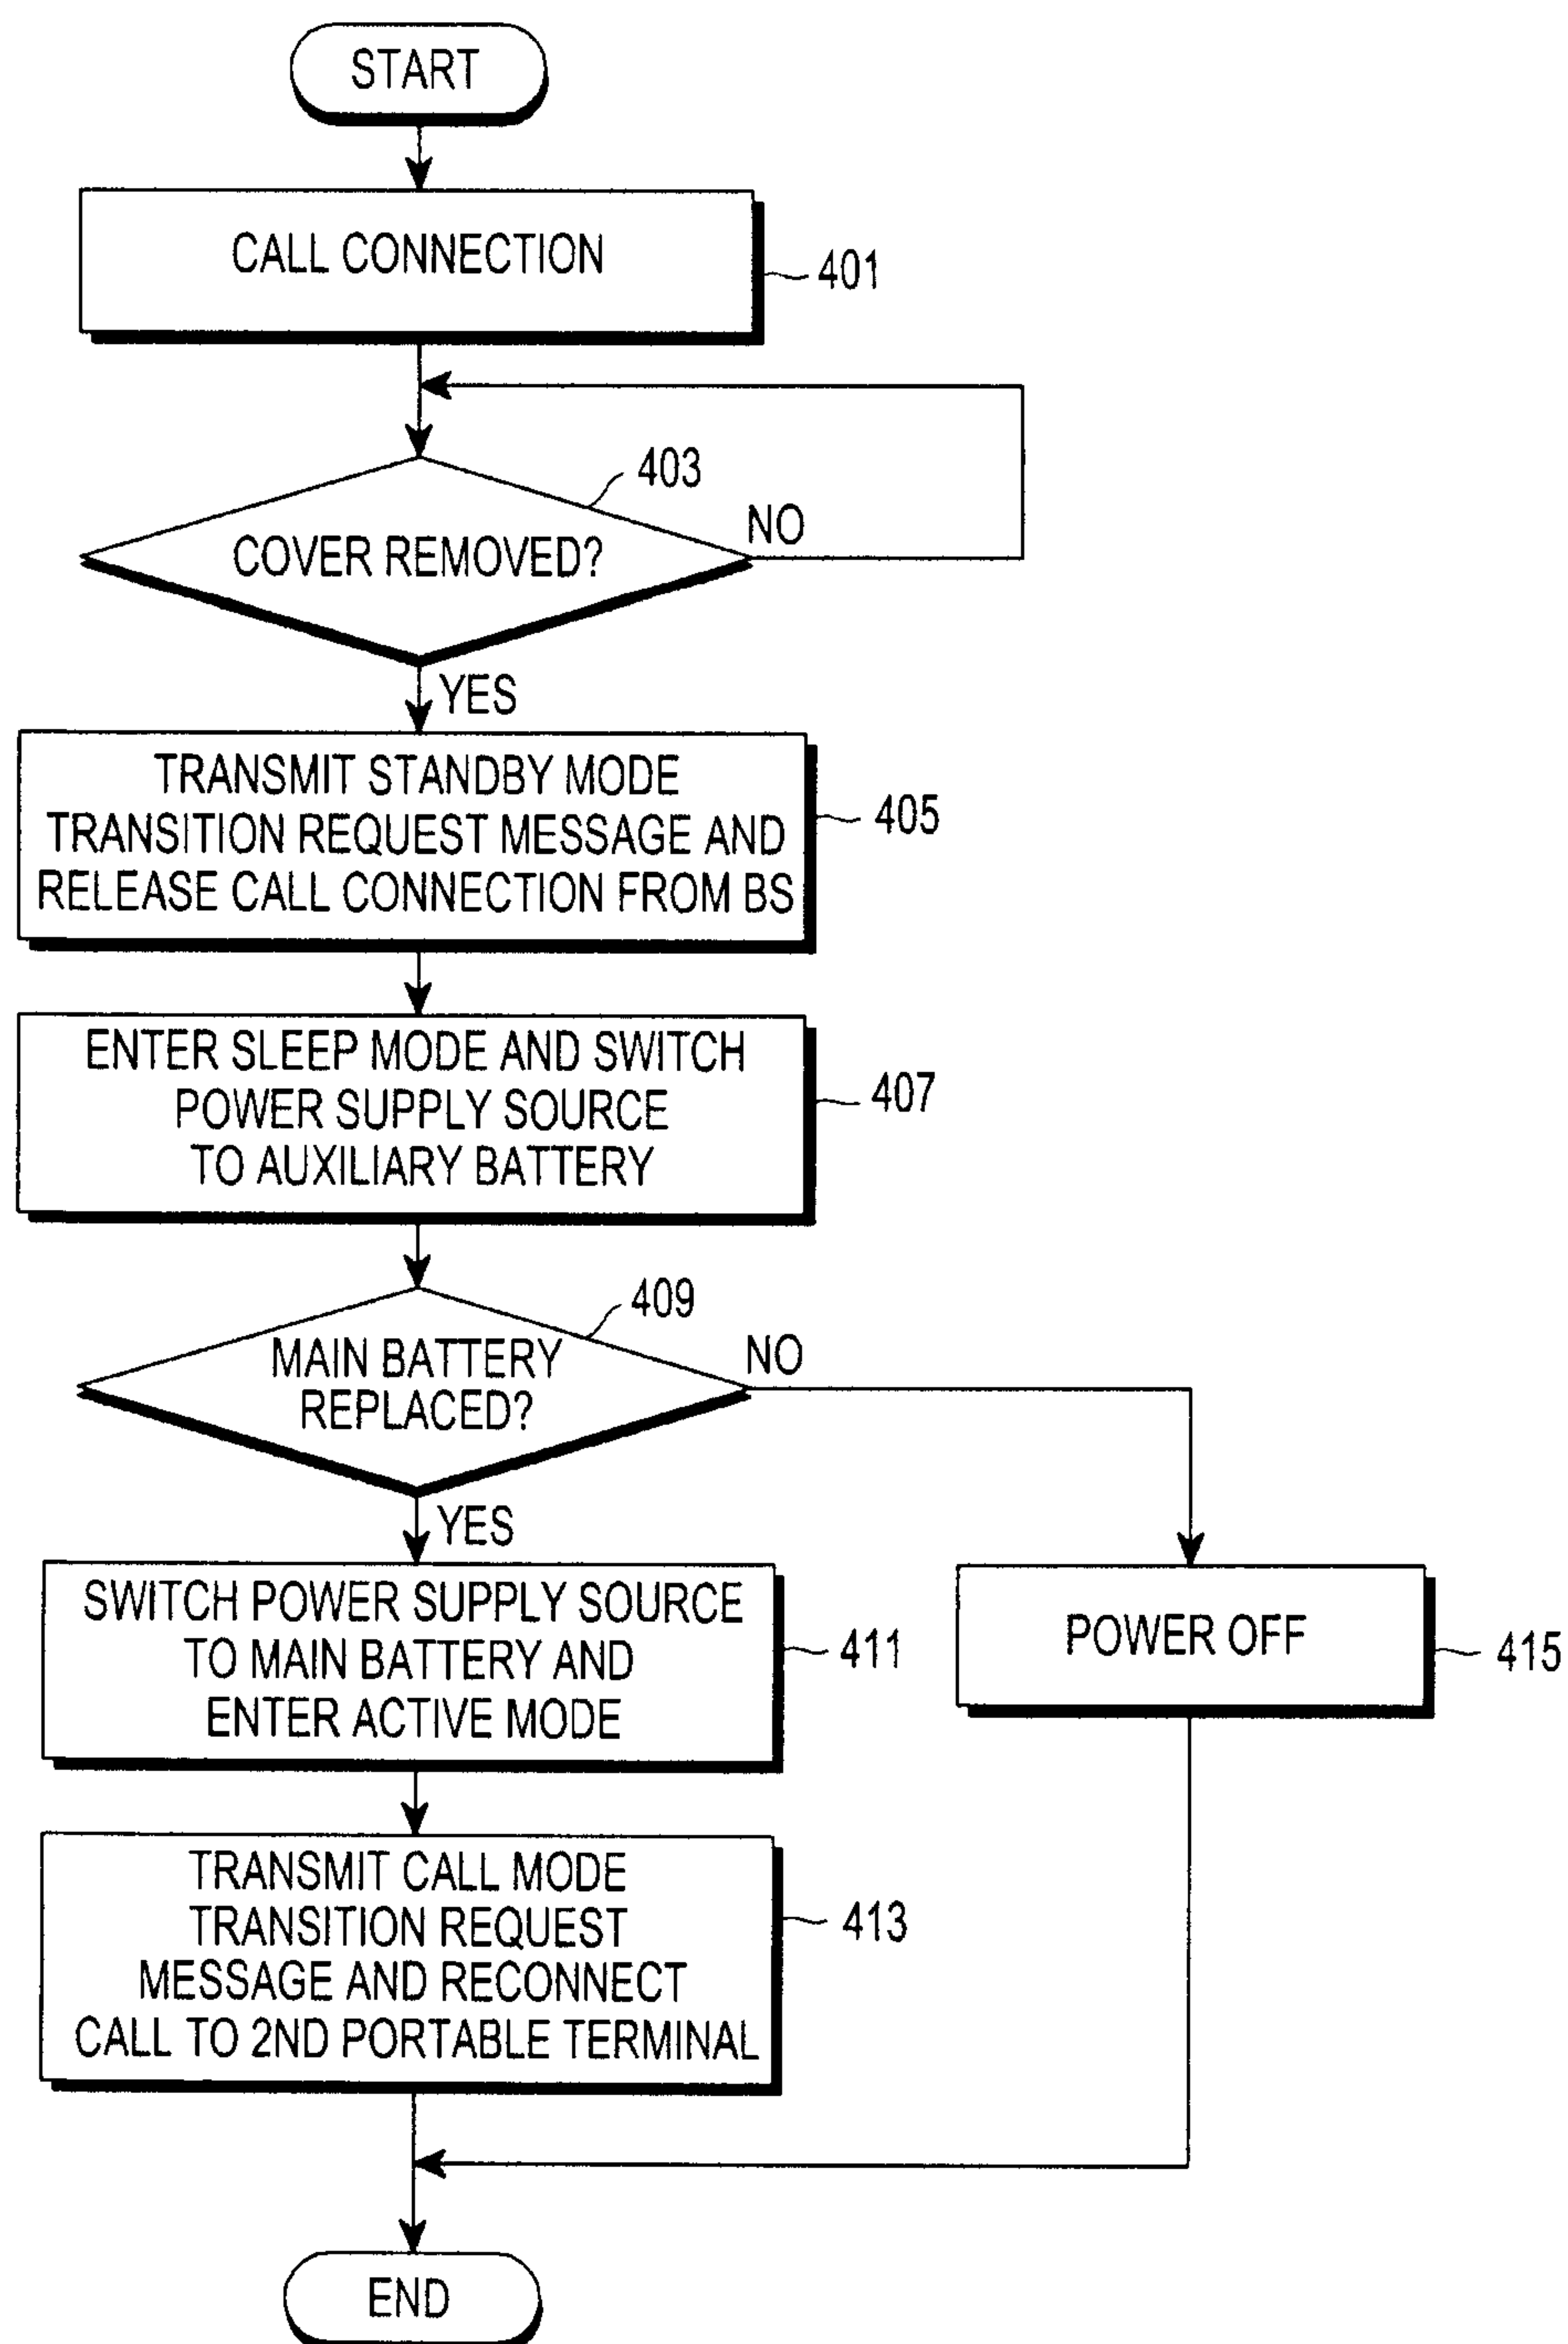 START
CALL CONNECTION
401
403
COVER REMOVED?
NO
YES
TRANSMIT STANDBY MODE
TRANSITION REQUEST MESSAGE AND
RELEASE CALL CONNECTION FROM BS
405
ENTER SLEEP MODE AND SWITCH
POWER SUPPLY SOURCE
TO AUXILIARY BATTERY
407
409
MAIN BATTERY
REPLACED?
NO
YES
SWITCH POWER SUPPLY SOURCE
TO MAIN BATTERY AND
ENTER ACTIVE MODE
411
POWER OFF
415
TRANSMIT CALL MODE
TRANSITION REQUEST
MESSAGE AND RECONNECT
CALL TO 2ND PORTABLE TERMINAL
413
END